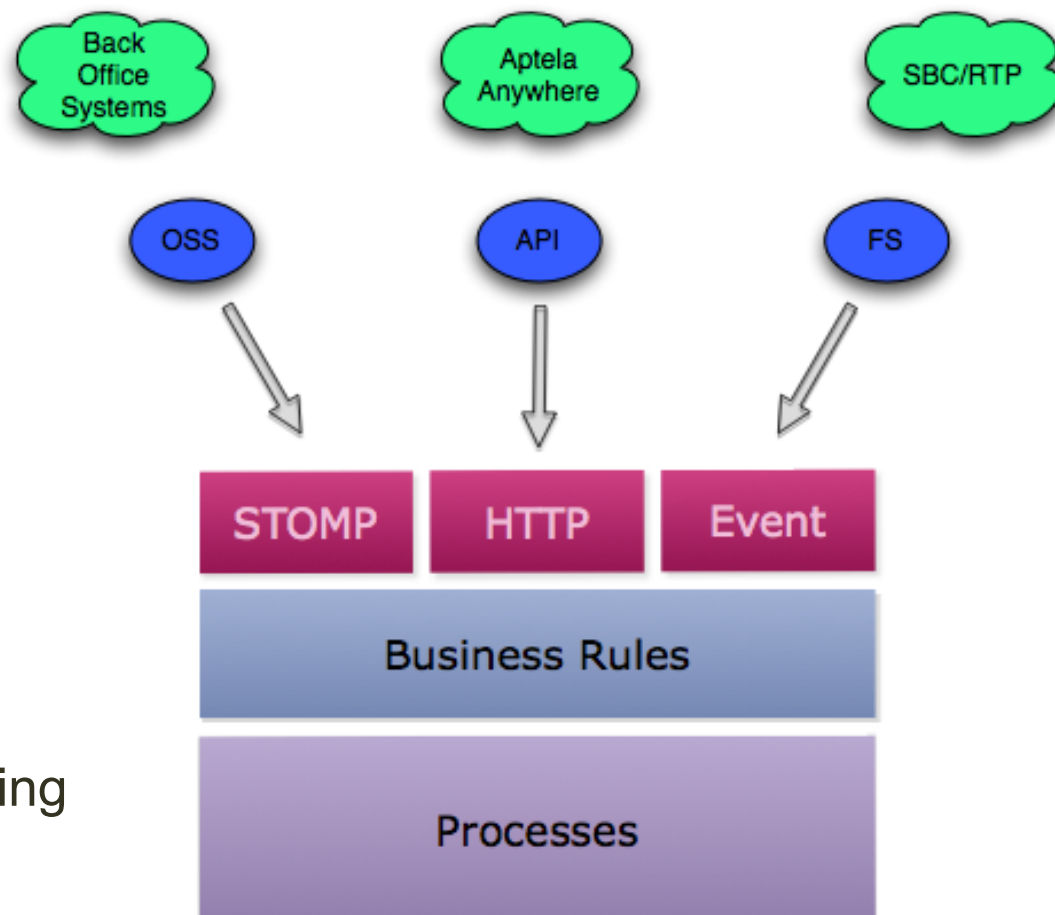 Back
Office
Systems
Aptela
Anywhere
SBC/RTP
OSS
API
FS
STOMP
HTTP
Event
Business Rules
ing
Processes